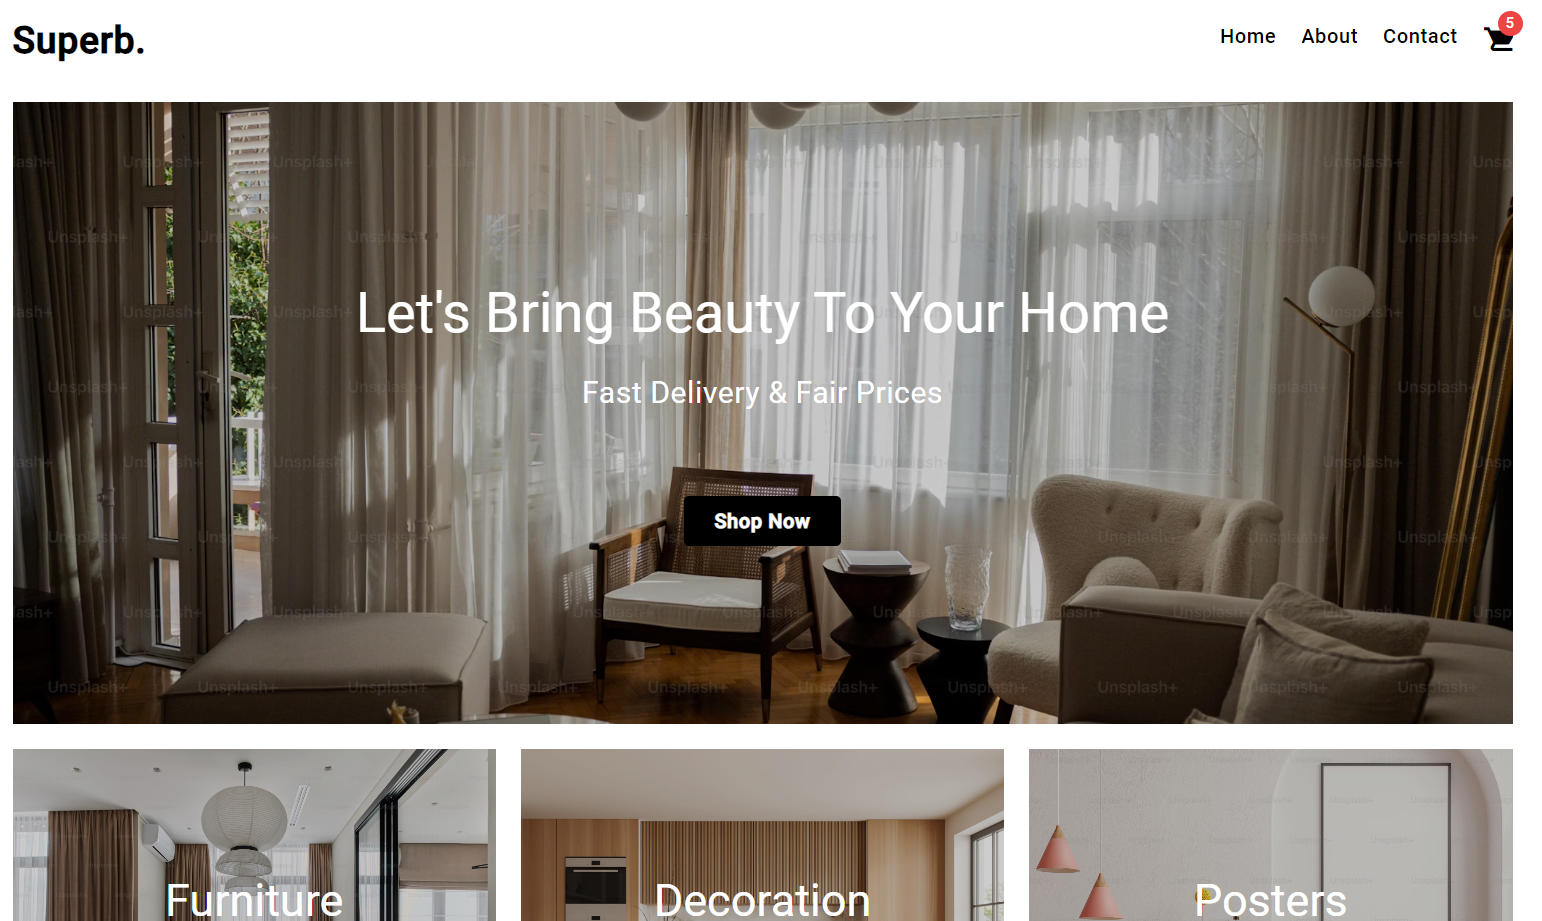 Superb.
Home About Contact 5
Let's Bring Beauty To Your Home
Fast Delivery & Fair Prices
Shop Now
Furniture Decoration Posters
Unsplash+